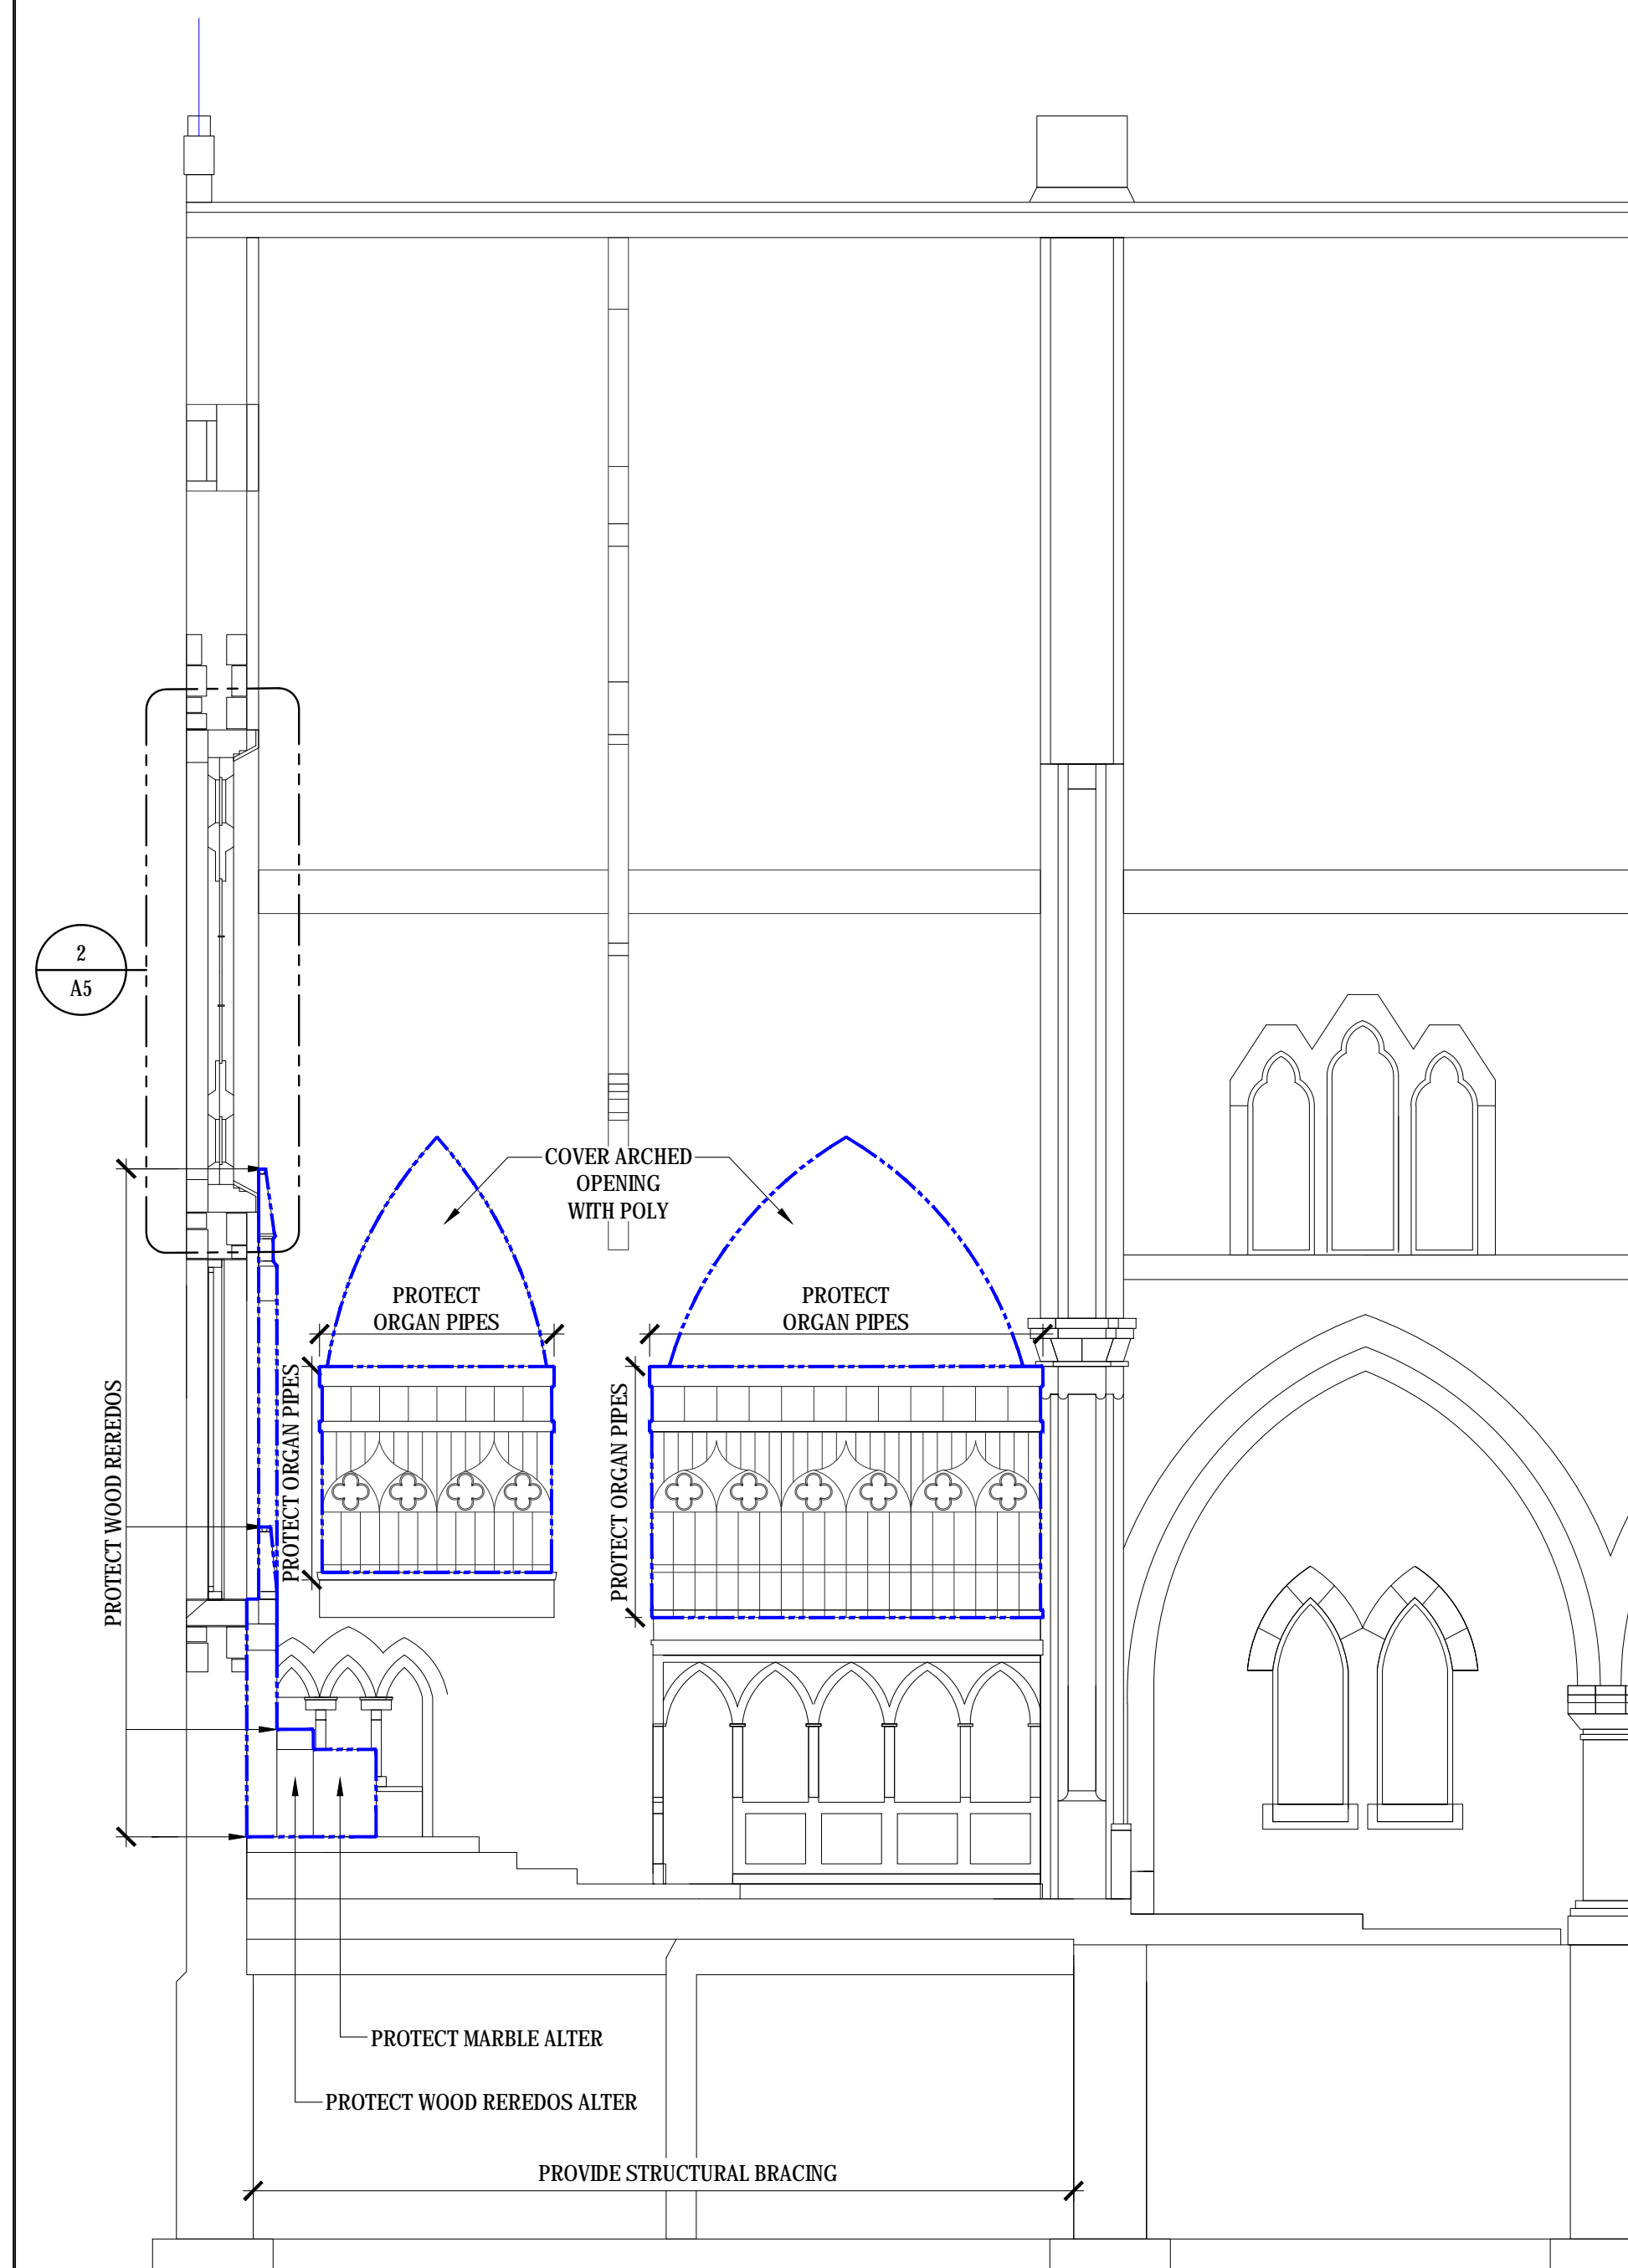 2
A5
COVER ARCHED
OPENING
WITH POLY
PROTECT
ORGAN PIPES
PROTECT
ORGAN PIPES
PROTECT WOOD REREDOS
PROTECT ORGAN PIPES
PROTECT ORGAN PIPES
PROTECT MARBLE ALTER
PROTECT WOOD REREDOS ALTER
PROVIDE STRUCTURAL BRACING